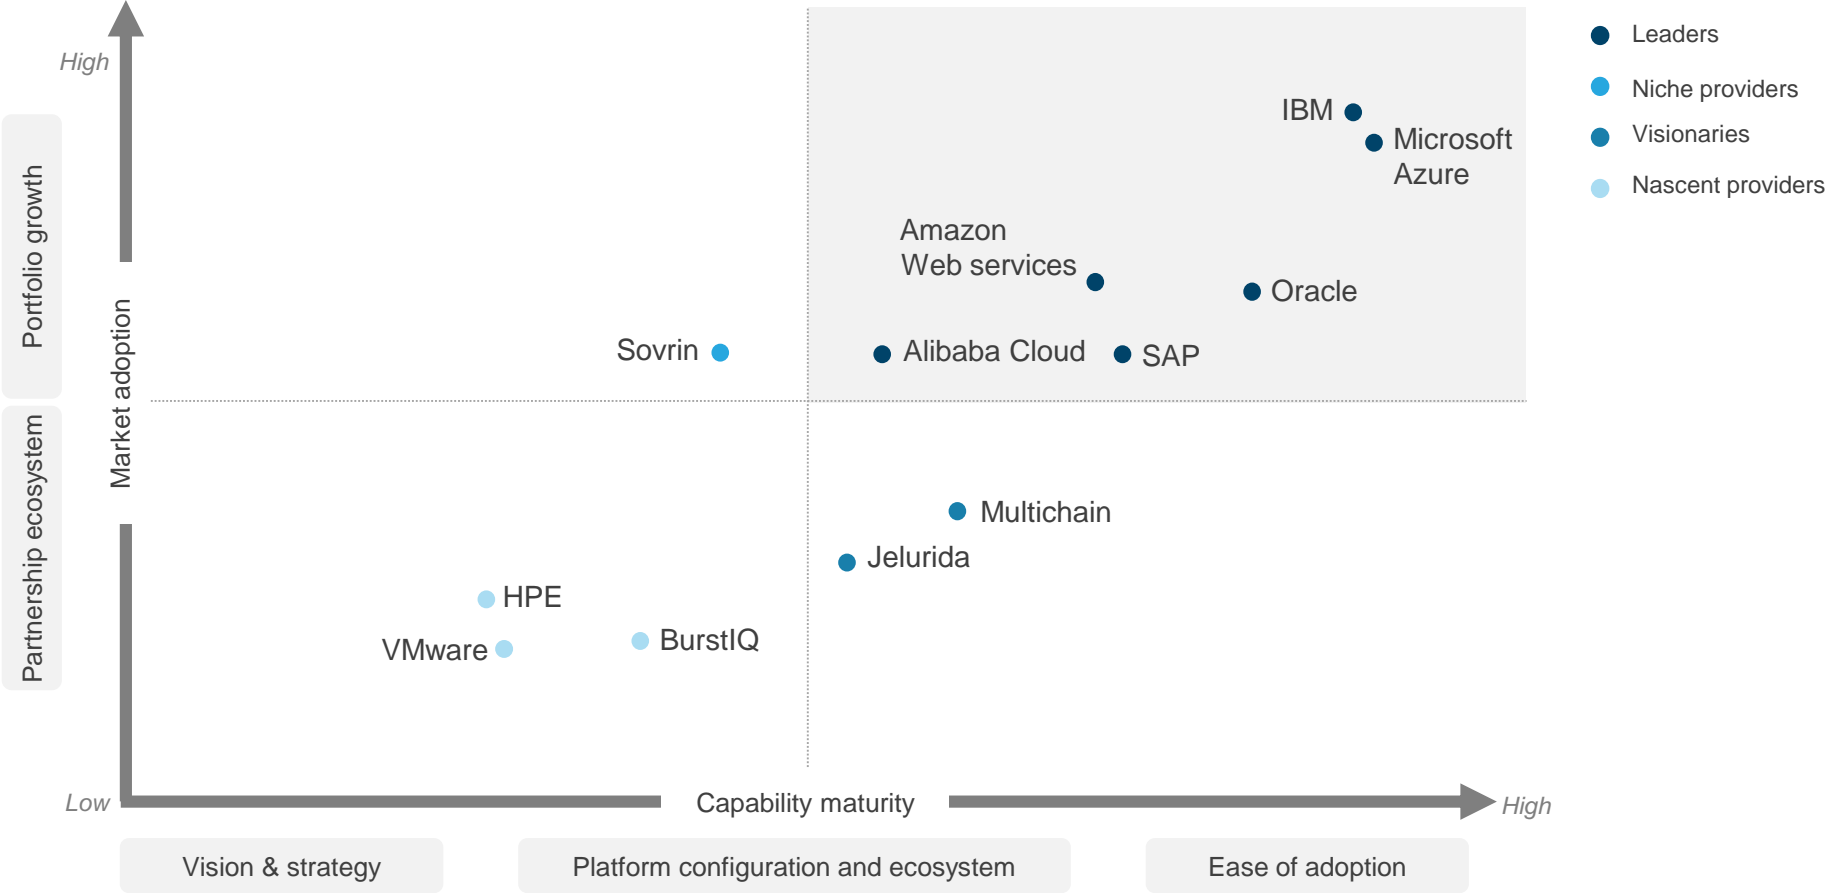 High
Portfolio growth
Market adoption
Partnership ecosystem
Low
IBM
Microsoft
Azure
Amazon
Web services
Oracle
Sovrin
Alibaba Cloud
SAP
Multichain
Jelurida
HPE
VMware
BurstIQ
Leaders
Niche providers
Visionaries
Nascent providers
Capability maturity
High
Vision & strategy
Platform configuration and ecosystem
Ease of adoption